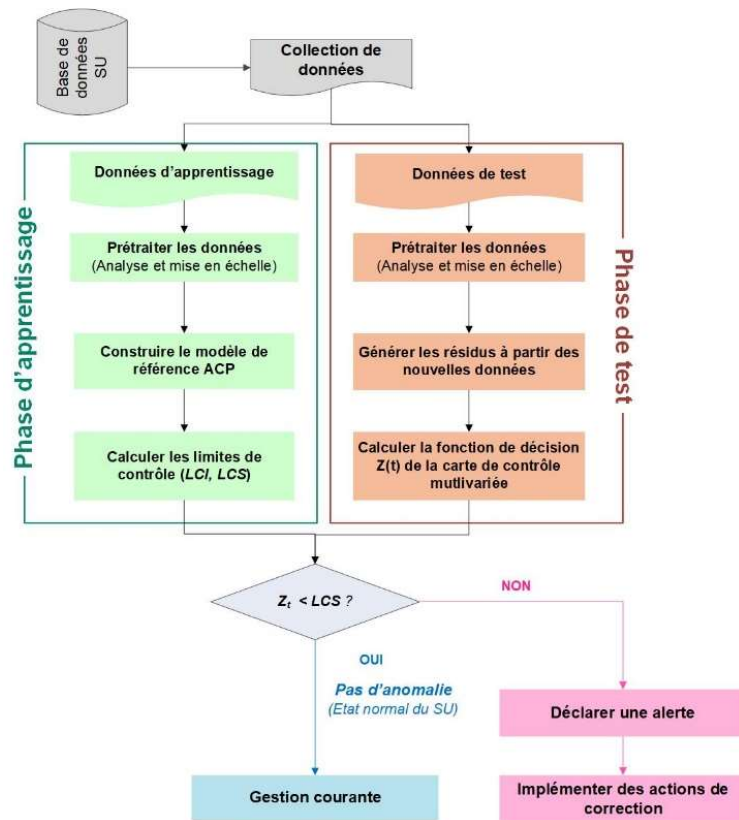 Base de
données
SU
Collection de
données
Phase d'apprentissage
Données d'apprentissage
Prétraiter les données
(Analyse et mise en échelle)
Construire le modèle de
référence ACP
Calculer les limites de
contrôle (LCI, LCS)
Données de test
Prétraiter les données
(Analyse et mise en échelle)
Générer les résidus à partir des
nouvelles données
Calculer la fonction de décision
Z(t) de la carte de contrôle
mutlivariée
Phase de test
Zt < LCS ?
NON
OUI
Pas d'anomalie
(Etat normal du SU)
Déclarer une alerte
Gestion courante
Implémenter des actions de
correction